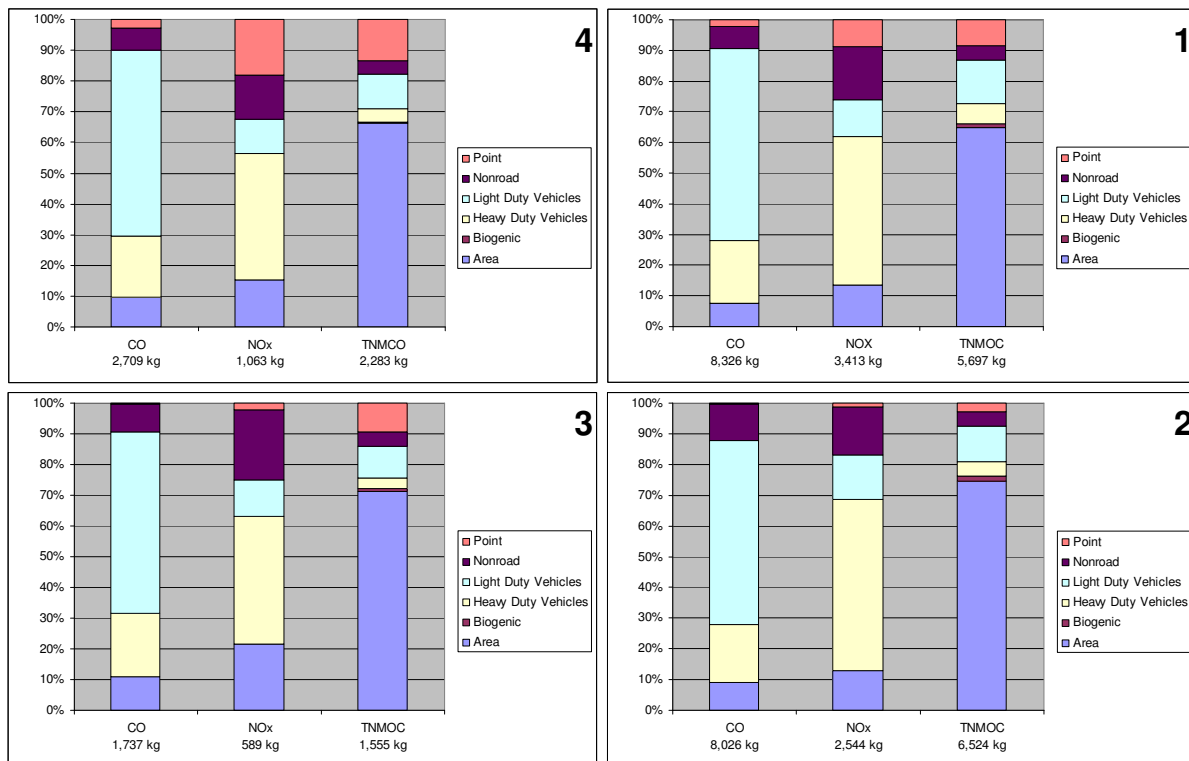 4
100%
90%
80%
70%
60%
50%
40%
30%
20%
10%
0%
CO NOx TNMCO
2,709 kg 1,063 kg 2,283 kg
Point
Nonroad
Light Duty Vehicles
Heavy Duty Vehicles
Biogenic
Area
1
100%
90%
80%
70%
60%
50%
40%
30%
20%
10%
0%
CO NOX TNMOC
8,326 kg 3,413 kg 5,697 kg
Point
Nonroad
Light Duty Vehicles
Heavy Duty Vehicles
Biogenic
Area
3
100%
90%
80%
70%
60%
50%
40%
30%
20%
10%
0%
CO NOx TNMOC
1,737 kg 589 kg 1,555 kg
Point
Nonroad
Light Duty Vehicles
Heavy Duty Vehicles
Biogenic
Area
2
100%
90%
80%
70%
60%
50%
40%
30%
20%
10%
0%
CO NOx TNMOC
8,026 kg 2,544 kg 6,524 kg
Point
Nonroad
Light Duty Vehicles
Heavy Duty Vehicles
Biogenic
Area